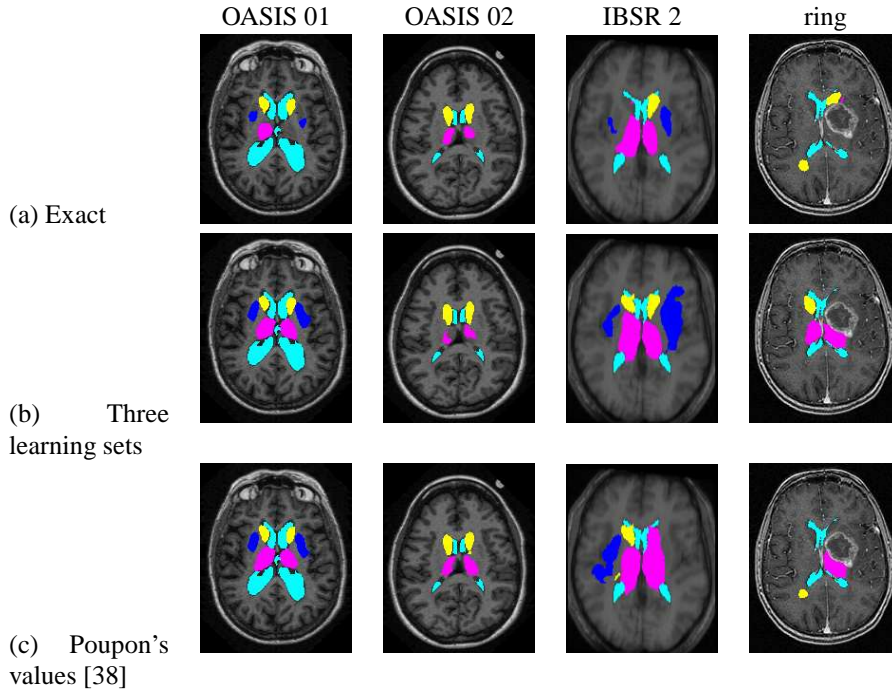 OASIS 01 OASIS 02 IBSR 2 ring
(a) Exact
(b) Three
learning sets
(c) Poupon's
values [38]